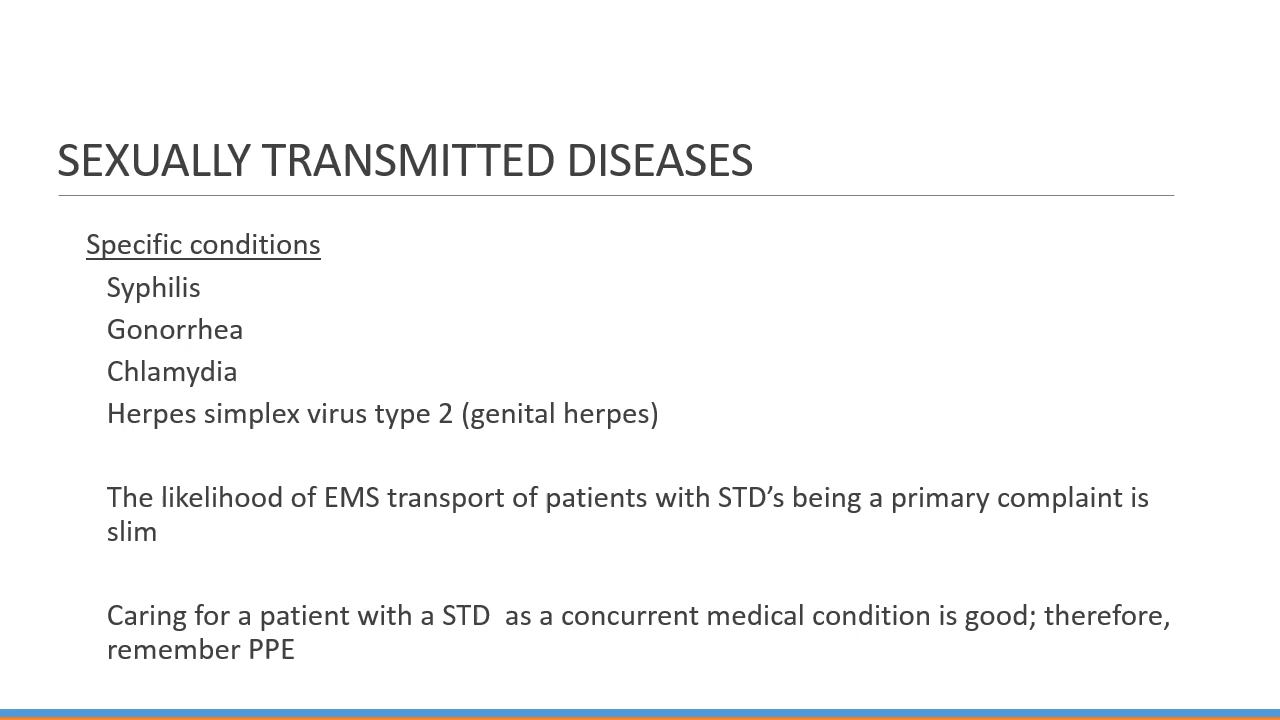 SEXUALLY TRANSMITTED DISEASES
Specific conditions
Syphilis
Gonorrhea
Chlamydia
Herpes simplex virus type 2 (genital herpes)
The likelihood of EMS transport of patients with STD’s being a primary complaint is
slim
Caring for a patient with a STD  as a concurrent medical condition is good; therefore,
remember PPE